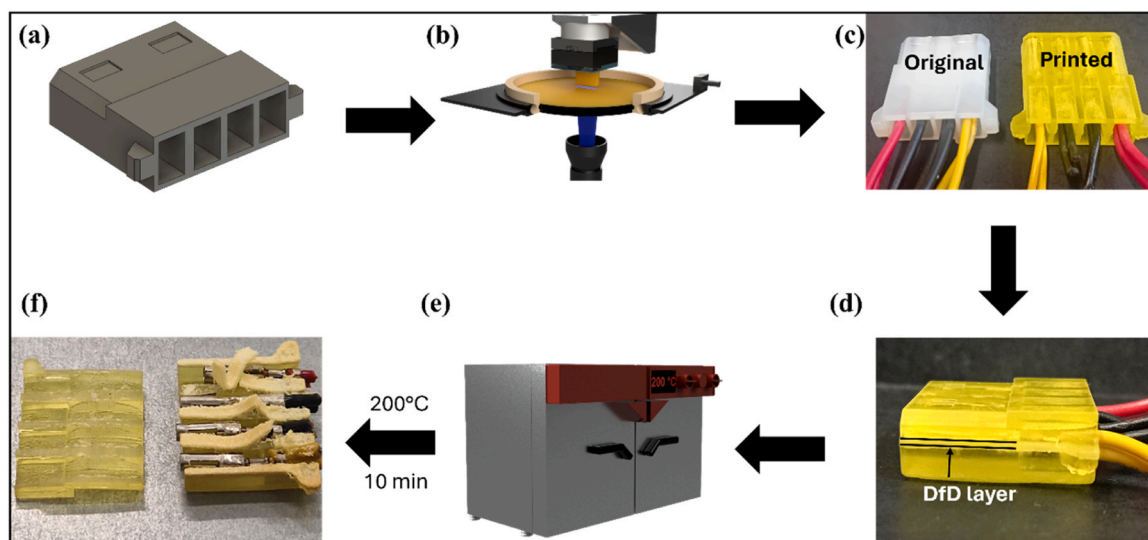 (a)
(b)
(c)
Original
Printed
(f)
(e)
(d)
200°C
10 min
200 °C
DfD layer